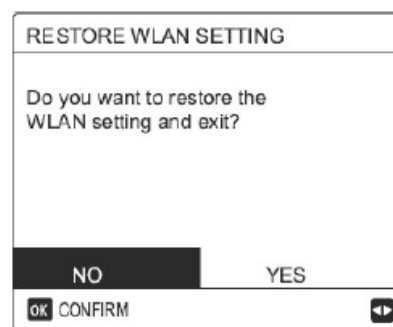 RESTORE WLAN SETTING
Do you want to restore the
WLAN setting and exit?
NO YES
OK CONFIRM